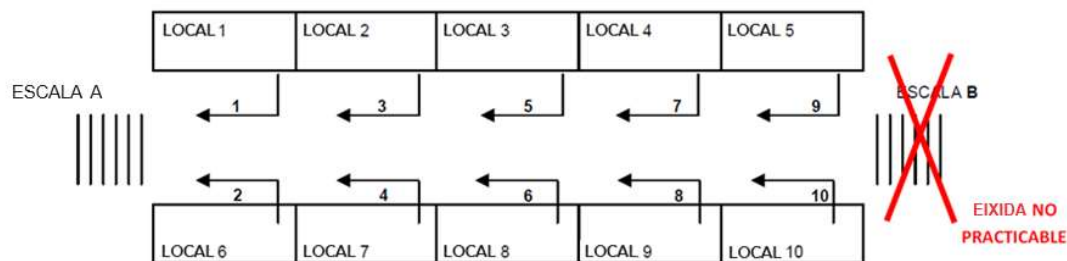 LOCAL 1 LOCAL 2 LOCAL 3 LOCAL 4 LOCAL 5
ESCALA A
ESCALA B
1 3 5 7 9
2 4 6 8 10
EIXIDA NO
PRACTICABLE
LOCAL 6 LOCAL 7 LOCAL 8 LOCAL 9 LOCAL 10